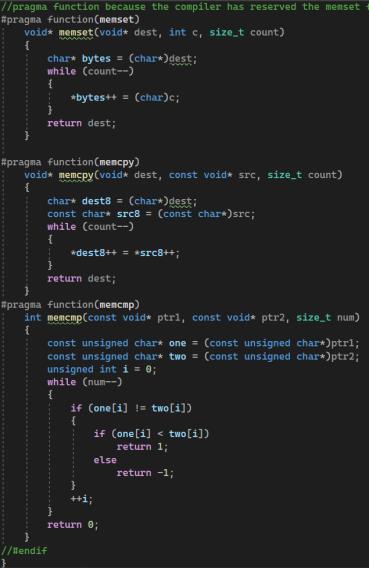 //pragma function because the compiler has reserved the memset
#pragma function(memset)
void* memset(void* dest, int c, size_t count)
{
char* bytes = (char*)dest;
while (count--)
{
*bytes++ = (char)c;
}
return dest;
}
#pragma function(memcpy)
void* memcpy(void* dest, const void* src, size_t count)
{
char* dest8 = (char*)dest;
const char* src8 = (const char*)src;
while (count--)
{
*dest8++ = *src8++;
}
return dest;
}
#pragma function(memcmp)
int memcmp(const void* ptr1, const void* ptr2, size_t num)
{
const unsigned char* one = (const unsigned char*)ptr1;
const unsigned char* two = (const unsigned char*)ptr2;
unsigned int i = 0;
while (num--)
{
if (one[i] != two[i])
{
if (one[i] < two[i])
return 1;
else
return -1;
}
++i;
}
return 0;
}
//#endif
}